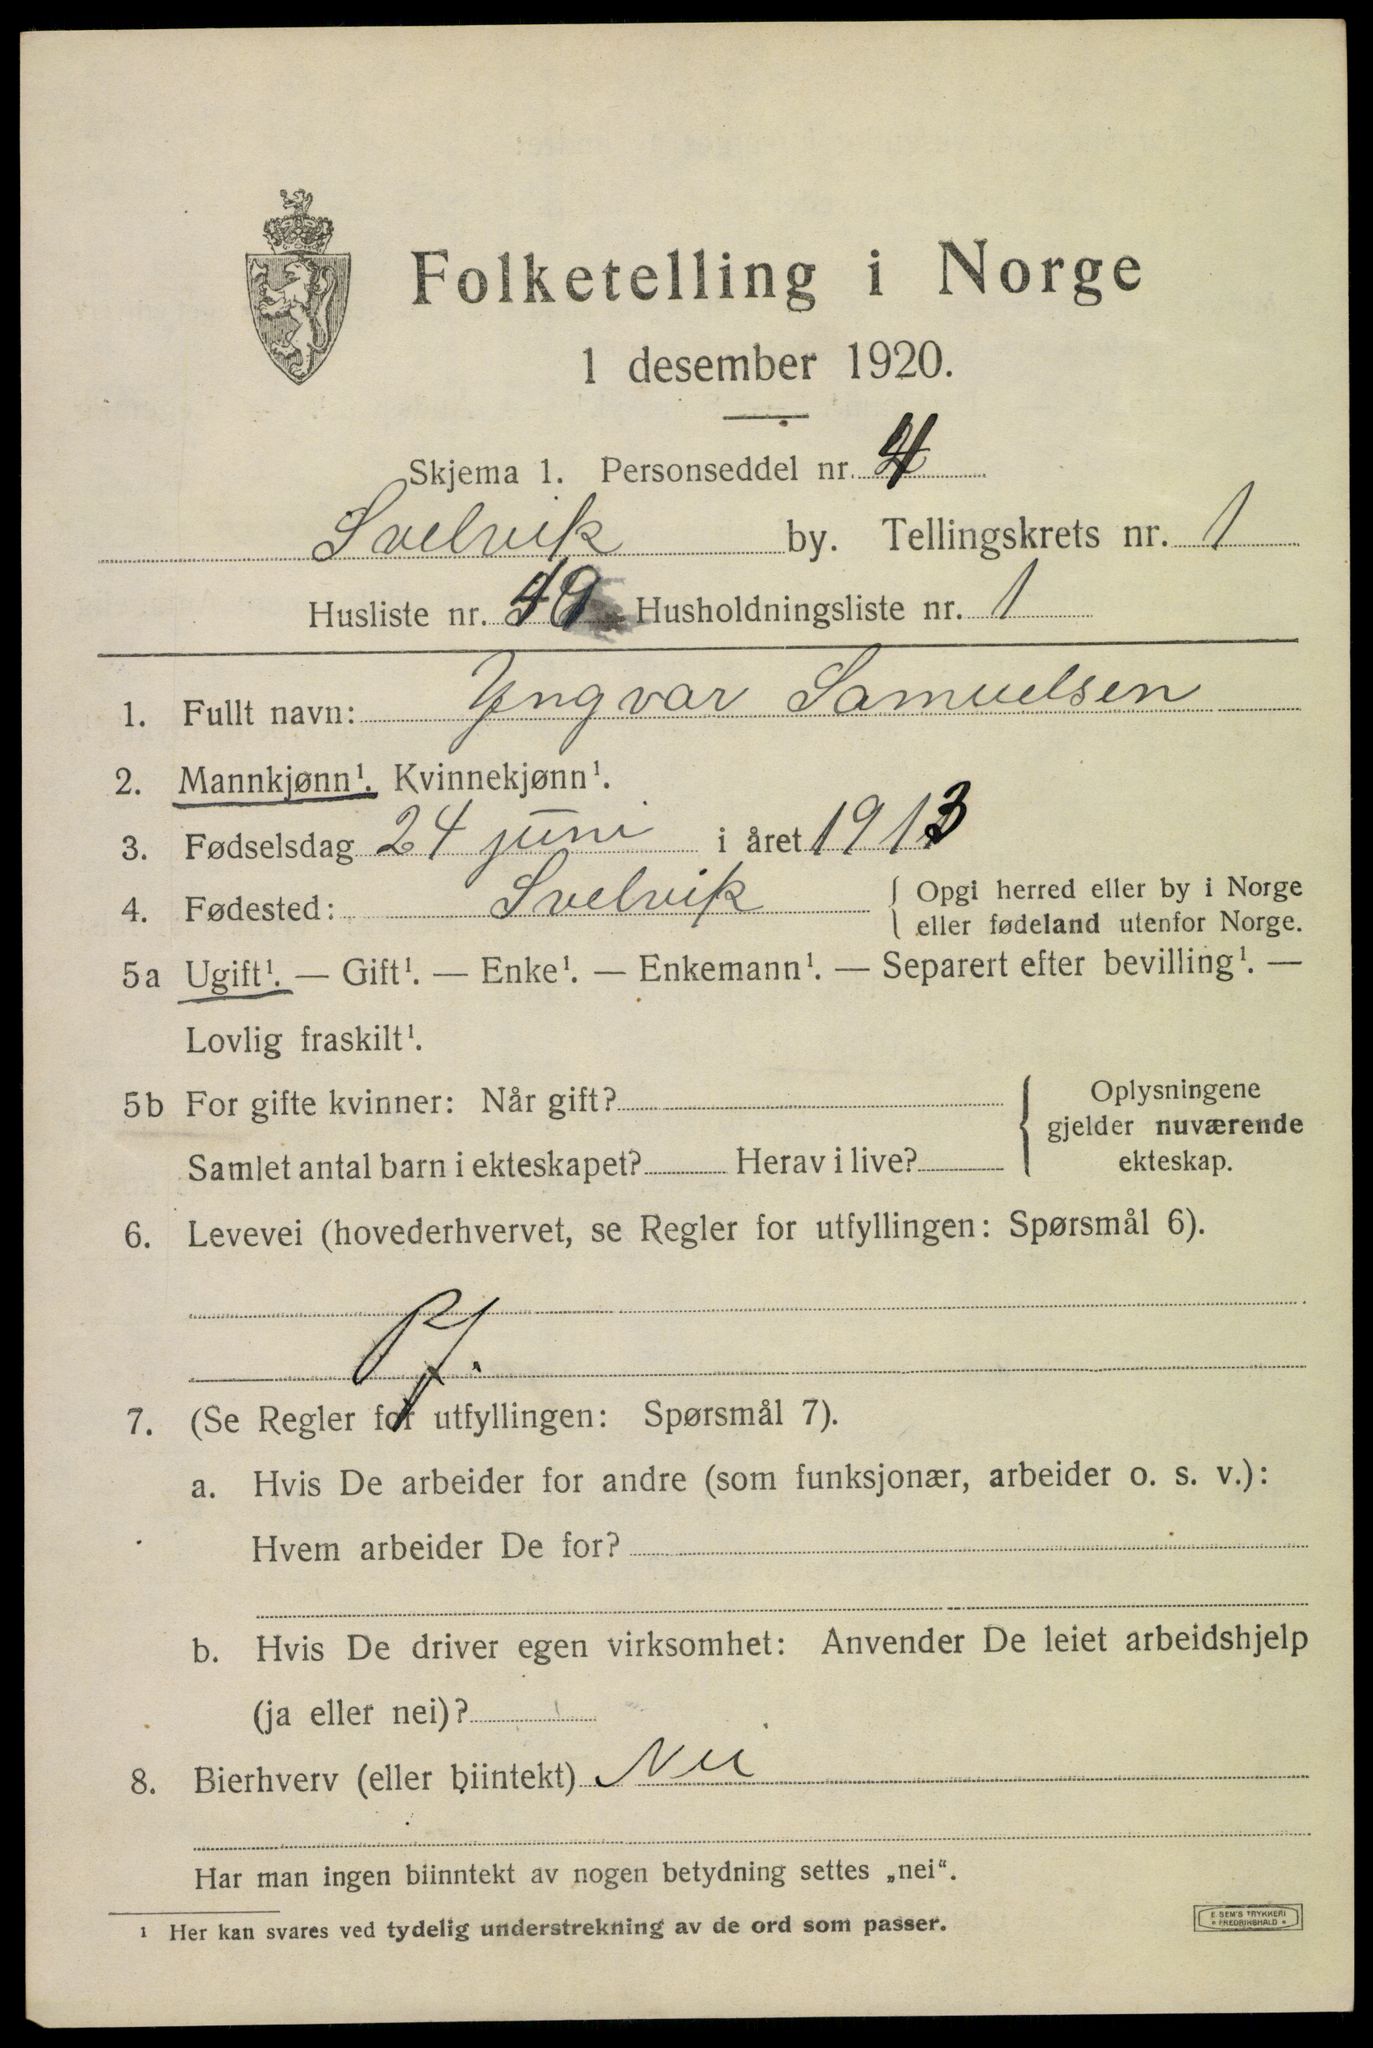 Folketelling i Norge
1 desember 1920.
Skjema 1. Personseddel nr. 4
Svelvik by. Tellingskrets nr. 1
Husliste nr. 49 Husholdningsliste nr. 1
1. Fullt navn: Yngvar Samuelsen
2. Mannkjønn¹. Kvinnekjønn¹.
3. Fødselsdag 24 juni i året 1913
4. Fødested: Svelvik { Opgi herred eller by i Norge
eller fødeland utenfor Norge.
5a Ugift¹. — Gift¹. — Enke¹. — Enkemann¹. — Separert efter bevilling¹. —
Lovlig fraskilt¹.
5b For gifte kvinner: Når gift?
Samlet antal barn i ekteskapet? Herav i live?
{ Oplysningene
gjelder nuværende
ekteskap.
6. Levevei (hovederhvervet, se Regler for utfyllingen: Spørsmål 6).
7. (Se Regler for utfyllingen: Spørsmål 7).
a. Hvis De arbeider for andre (som funksjonær, arbeider o. s. v.):
Hvem arbeider De for?
b. Hvis De driver egen virksomhet: Anvender De leiet arbeidshjelp
(ja eller nei)?
8. Bierhverv (eller biintekt) Nei
Har man ingen biinntekt av nogen betydning settes „nei“.
¹ Her kan svares ved tydelig understrekning av de ord som passer.
E SEM'S TRYKKERI
FREDRIKSHALD